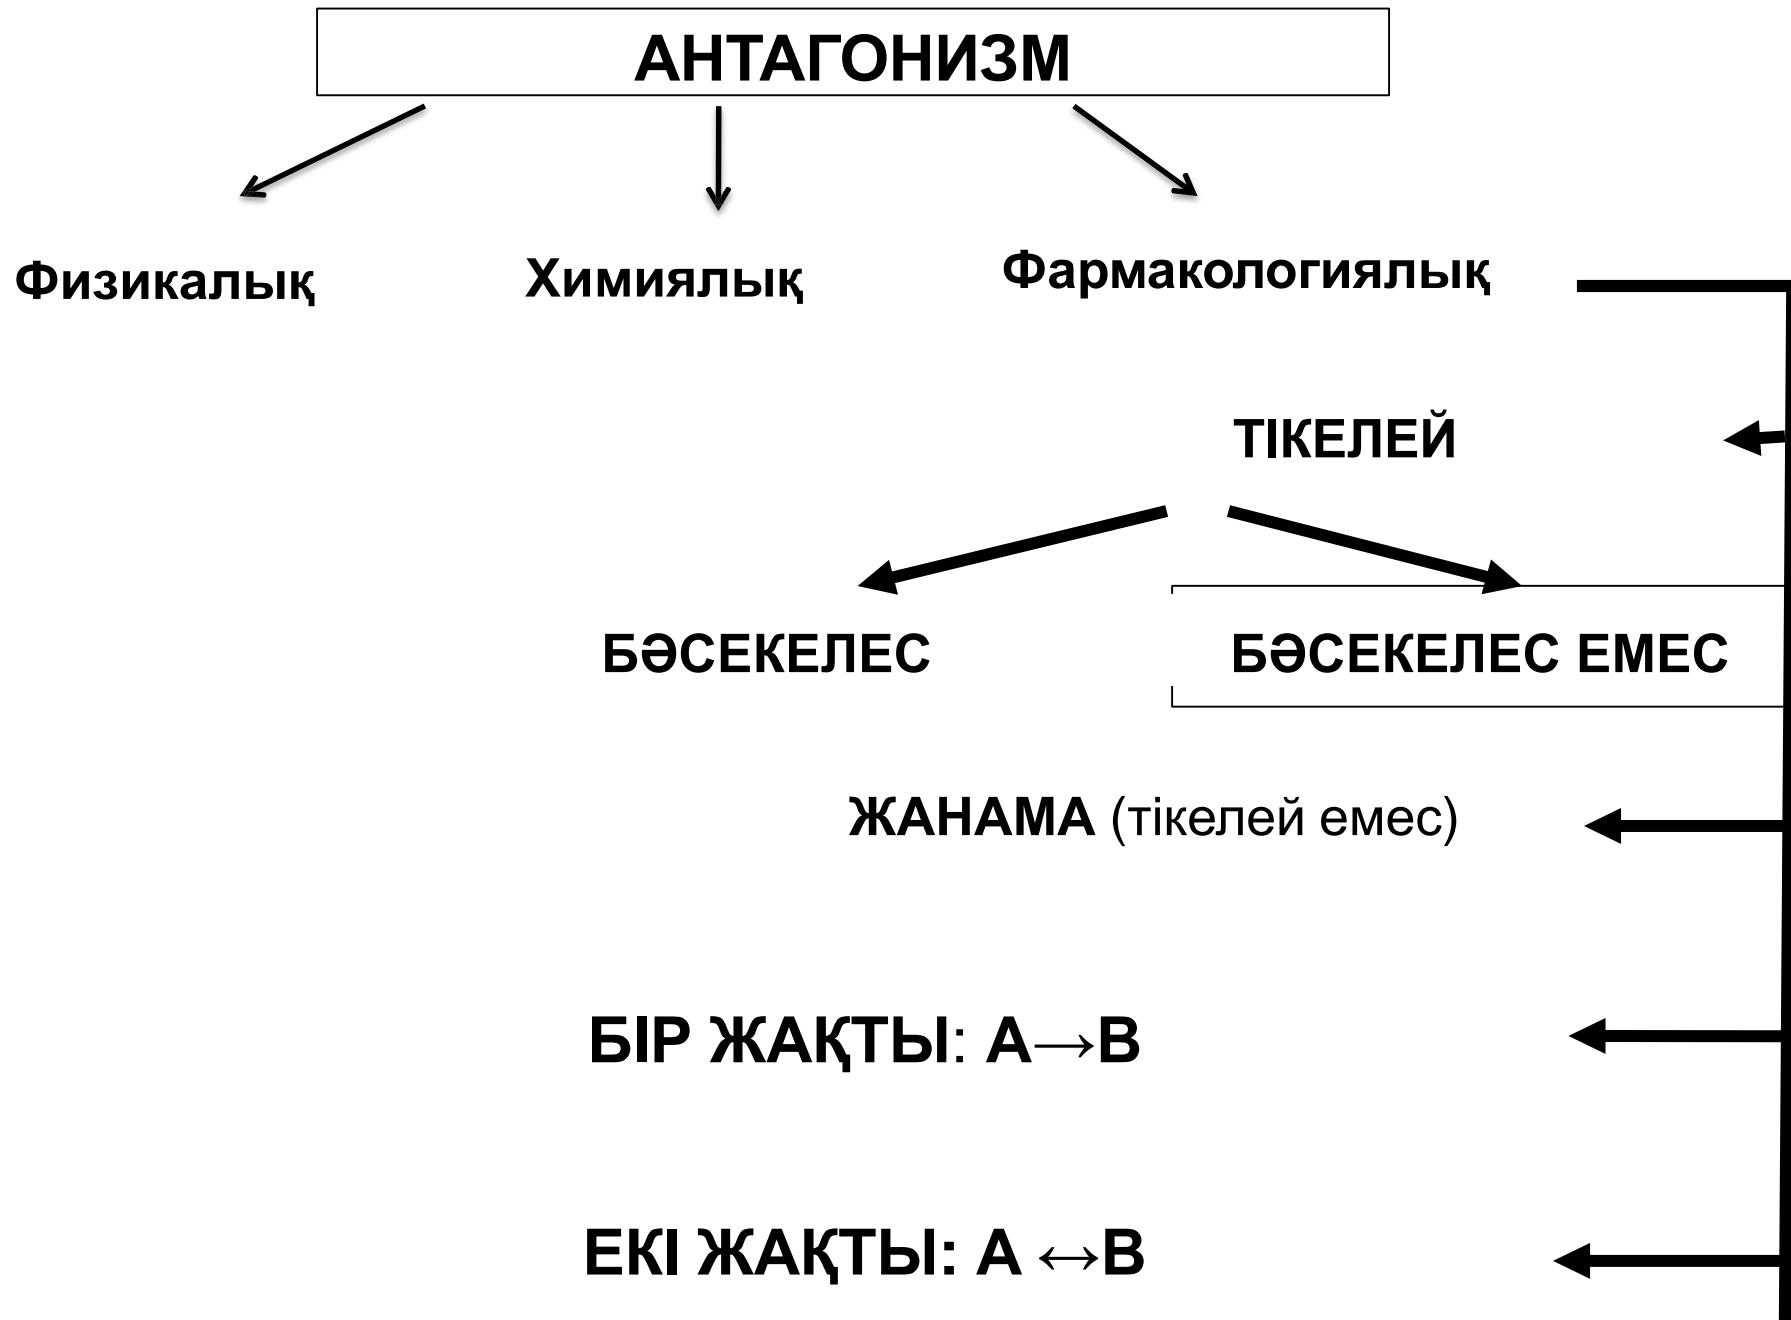 АНТАГОНИЗМ
Физикалық
Химиялық
Фармакологиялық
ТІКЕЛЕЙ
БӘСЕКЕЛЕС
БӘСЕКЕЛЕС ЕМЕС
ЖАНАМА (тікелей емес)
БІР ЖАҚТЫ: А→В
ЕКІ ЖАҚТЫ: А ↔В